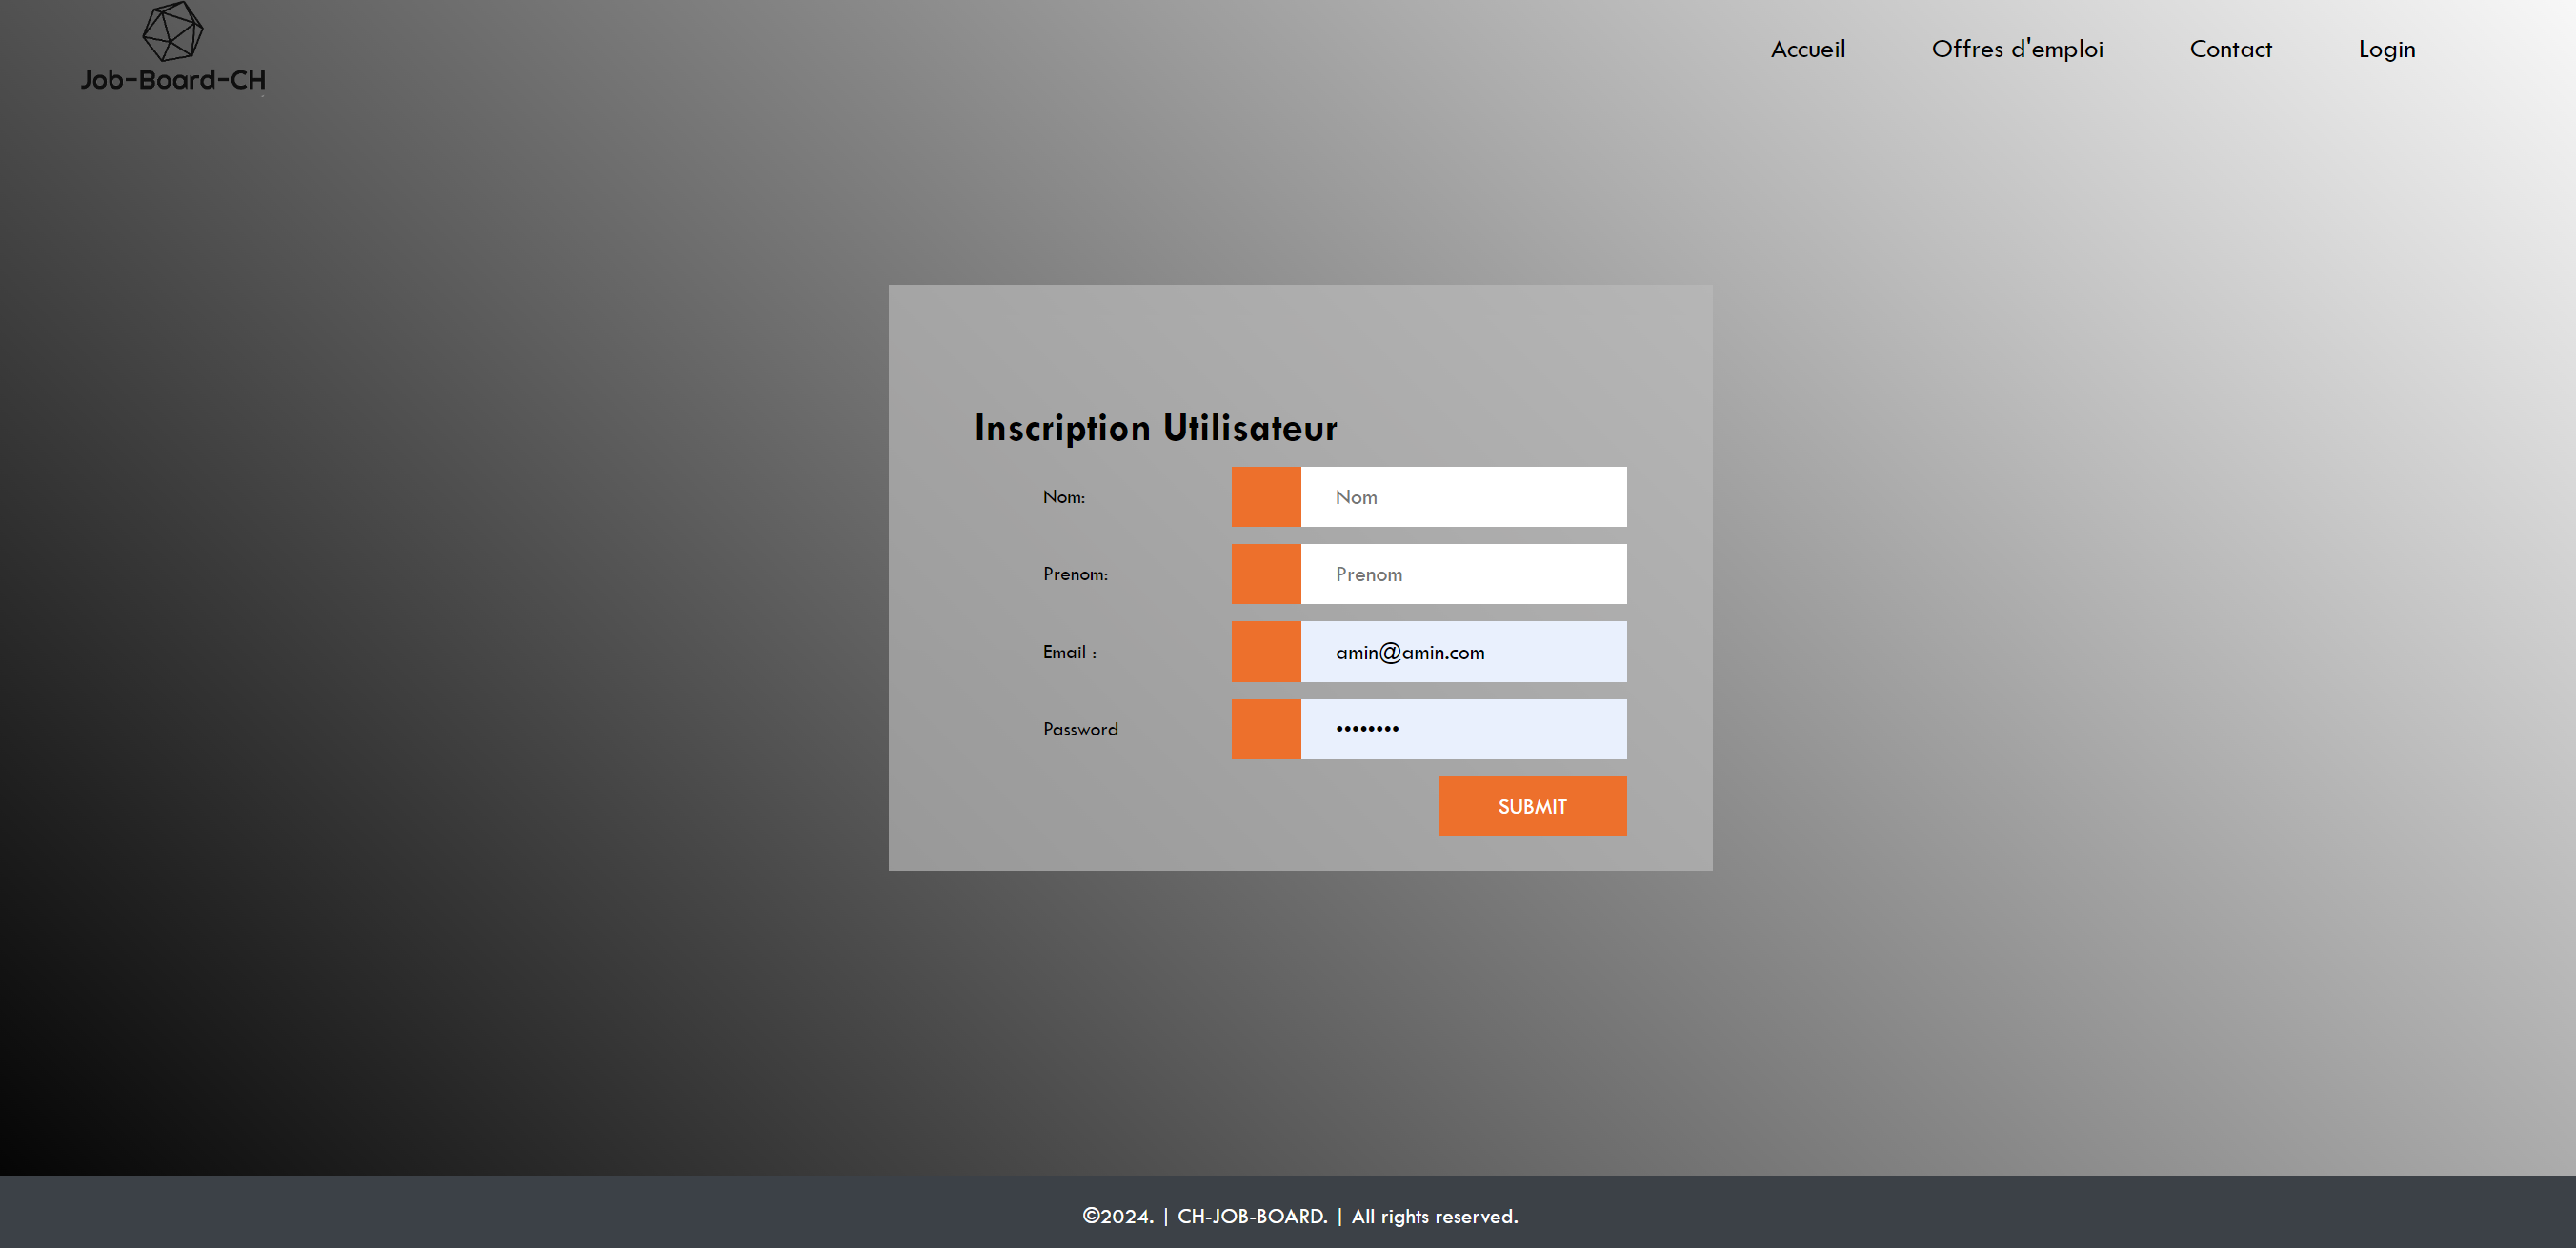 Job-Board-CH
Accueil Offres d'emploi Contact Login
Inscription Utilisateur
Nom: Nom
Prenom: Prenom
Email : amin@amin.com
Password ••••••••
SUBMIT
©2024. | CH-JOB-BOARD. | All rights reserved.